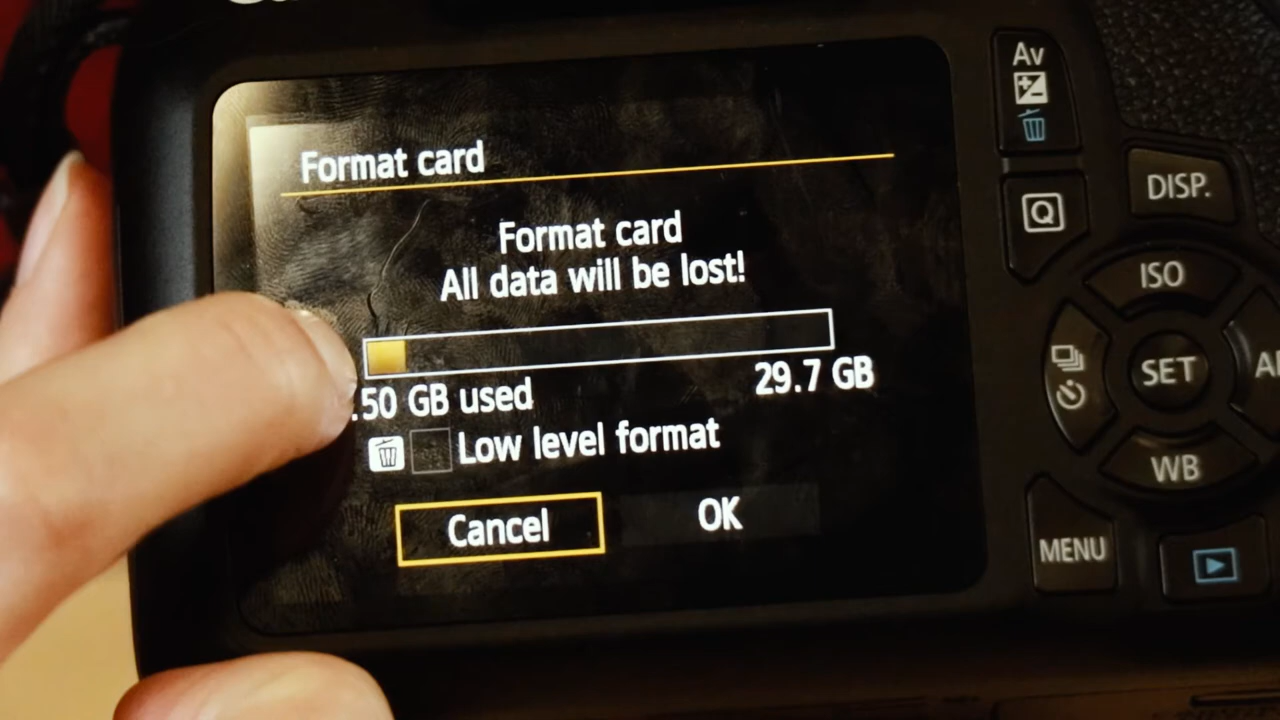 Format card
Format card
All data will be lost!
.50 GB used
29.7 GB
Low level format
Cancel
OK
Av
Q
DISP.
ISO
SET
WB
MENU